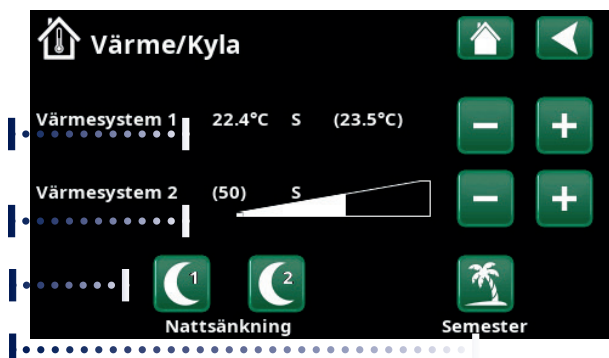 Värme/Kyla
Värmesystem 1 22.4°C S (23.5°C)
Värmesystem 2 (50) S
1 2
Nattsänkning Semester